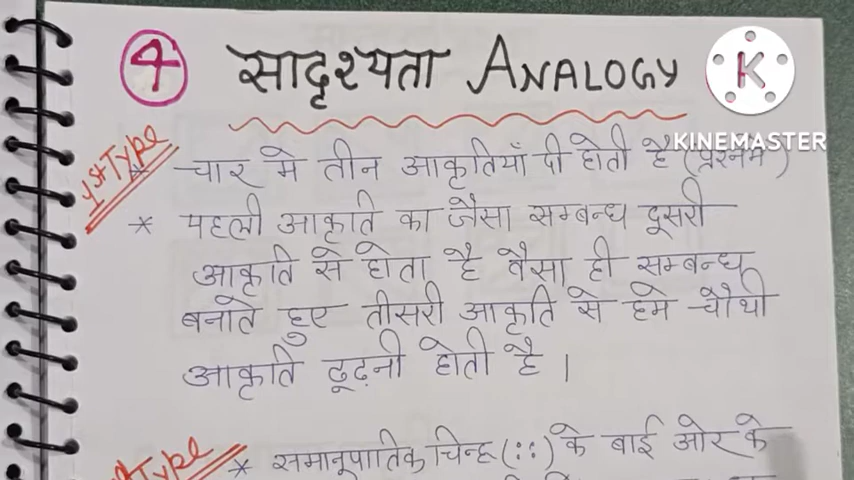 4 सादृश्यता ANALOGY
K
KINEMASTER
1st Type
* चार मे तीन आकृतियाँ दी होती है (प्रश्नमे)
* पहली आकृति का जैसा सम्बन्ध दूसरी
आकृति से होता है वैसा ही सम्बन्ध
बनाते हुए तीसरी आकृति से हमे चौथी
आकृति ढूढ़नी होती है ।
Type
* समानुपातिक चिन्ह (::) के बाई ओर के